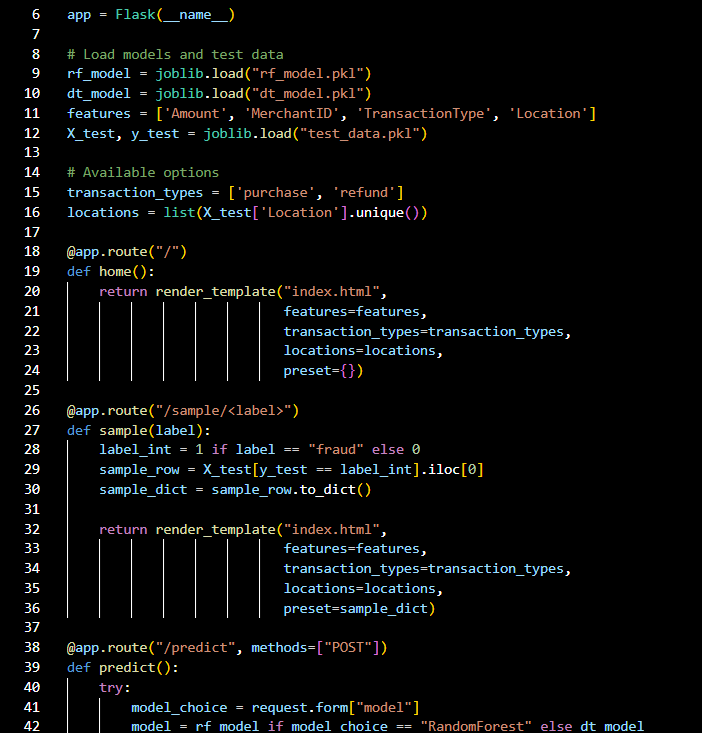 6 app = Flask(__name__)
7
8 # Load models and test data
9 rf_model = joblib.load("rf_model.pkl")
10 dt_model = joblib.load("dt_model.pkl")
11 features = ['Amount', 'MerchantID', 'TransactionType', 'Location']
12 X_test, y_test = joblib.load("test_data.pkl")
13
14 # Available options
15 transaction_types = ['purchase', 'refund']
16 locations = list(X_test['Location'].unique())
17
18 @app.route("/")
19 def home():
20     return render_template("index.html",
21                            features=features,
22                            transaction_types=transaction_types,
23                            locations=locations,
24                            preset={})
25
26 @app.route("/sample/<label>")
27 def sample(label):
28     label_int = 1 if label == "fraud" else 0
29     sample_row = X_test[y_test == label_int].iloc[0]
30     sample_dict = sample_row.to_dict()
31
32     return render_template("index.html",
33                            features=features,
34                            transaction_types=transaction_types,
35                            locations=locations,
36                            preset=sample_dict)
37
38 @app.route("/predict", methods=["POST"])
39 def predict():
40     try:
41         model_choice = request.form["model"]
42         model = rf_model if model_choice == "RandomForest" else dt_model